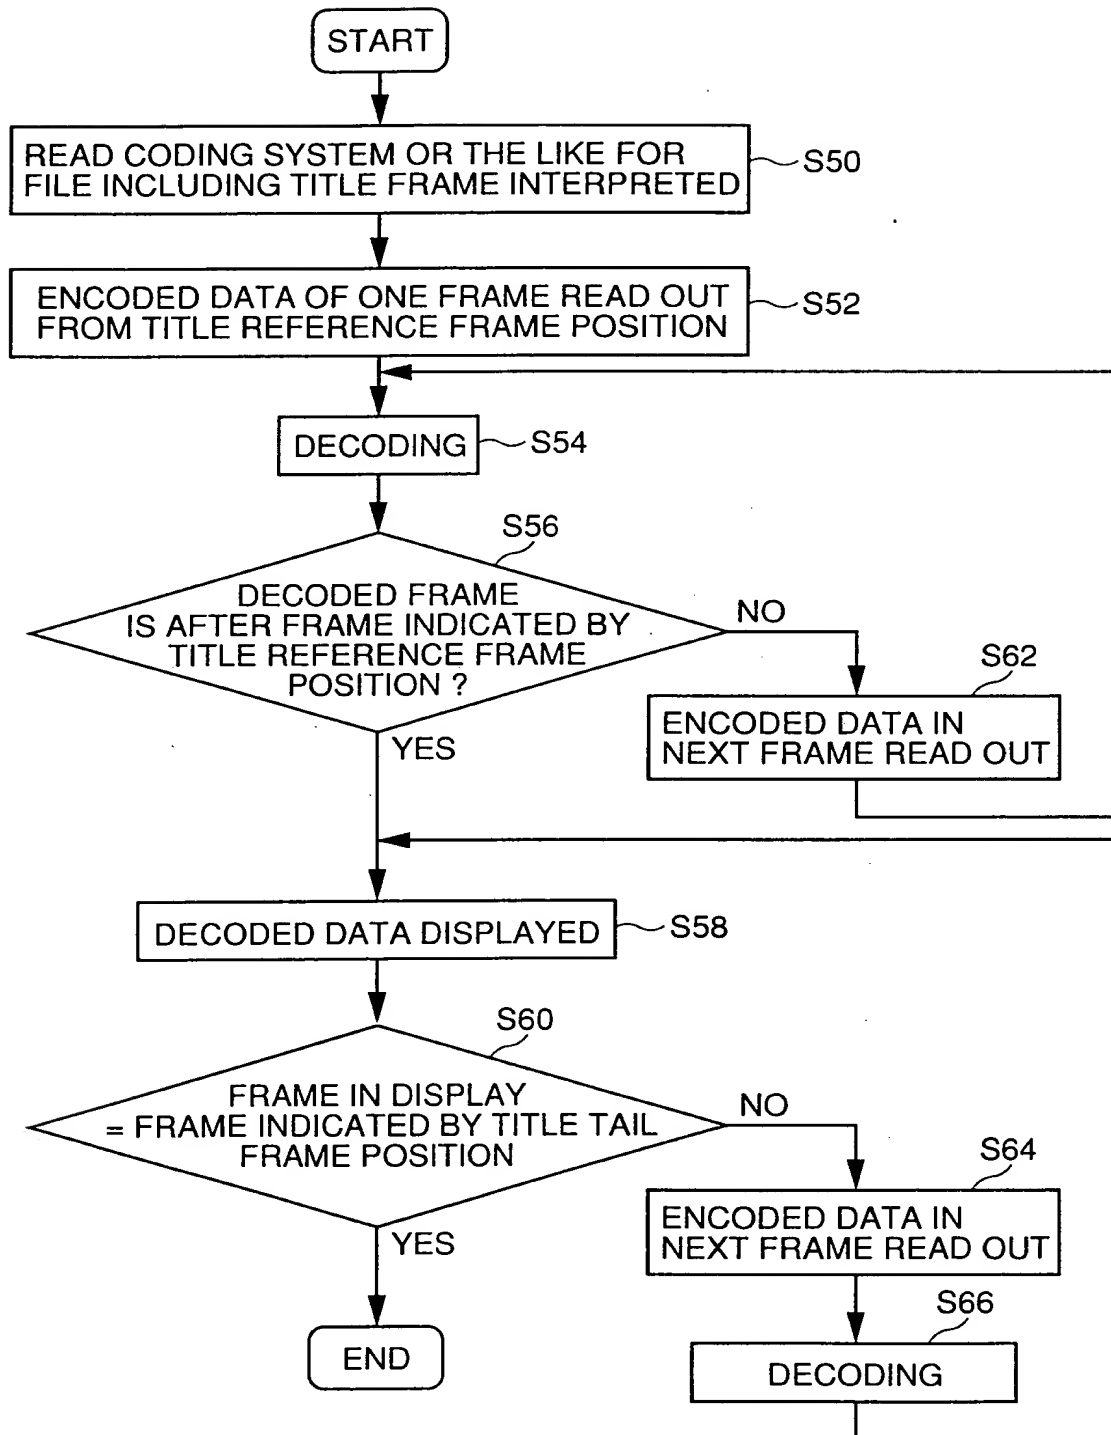 START
READ CODING SYSTEM OR THE LIKE FOR
FILE INCLUDING TITLE FRAME INTERPRETED
S50
ENCODED DATA OF ONE FRAME READ OUT
FROM TITLE REFERENCE FRAME POSITION
S52
DECODING
S54
S56
DECODED FRAME
IS AFTER FRAME INDICATED BY
TITLE REFERENCE FRAME
POSITION ?
NO
YES
S62
ENCODED DATA IN
NEXT FRAME READ OUT
DECODED DATA DISPLAYED
S58
S60
FRAME IN DISPLAY
= FRAME INDICATED BY TITLE TAIL
FRAME POSITION
NO
YES
S64
ENCODED DATA IN
NEXT FRAME READ OUT
S66
DECODING
END